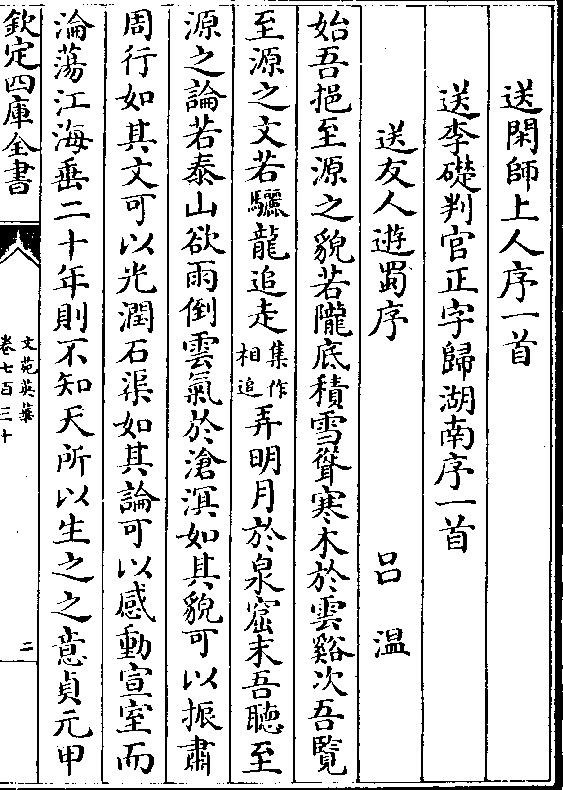 送閑師上人序一首
送李礎判官正字歸湖南序一首
送友人遊蜀序 呂溫
始吾挹至源之貌若隴底積雪聳寒木於雲谿次吾覽
至源之文若驪龍追走集作相追弄明月於泉窟末吾聽至
源之論若泰山欲雨倒雲氣於滄溟如其貌可以振肅
周行如其文可以光潤石渠如其論可以感動宣室而
淪蕩江海垂二十年則不知天所以生之之意貞元甲
欽定四庫全書
文苑英華
卷七百三十
二